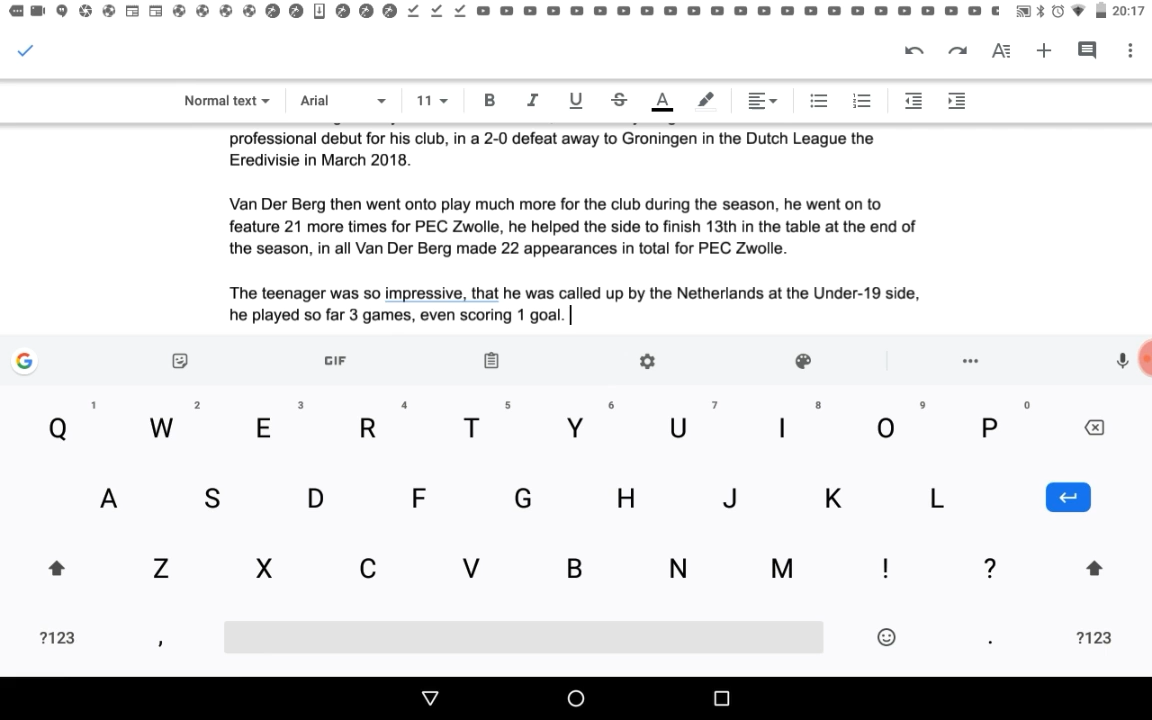 20:17
Normal text Arial 11 B I U S A
professional debut for his club, in a 2-0 defeat away to Groningen in the Dutch League the
Eredivisie in March 2018.
Van Der Berg then went onto play much more for the club during the season, he went on to
feature 21 more times for PEC Zwolle, he helped the side to finish 13th in the table at the end of
the season, in all Van Der Berg made 22 appearances in total for PEC Zwolle.
The teenager was so impressive, that he was called up by the Netherlands at the Under-19 side,
he played so far 3 games, even scoring 1 goal.
G GIF
1 2 3 4 5 6 7 8 9 0
Q W E R T Y U I O P
A S D F G H J K L
Z X C V B N M ! ?
?123 , . ?123